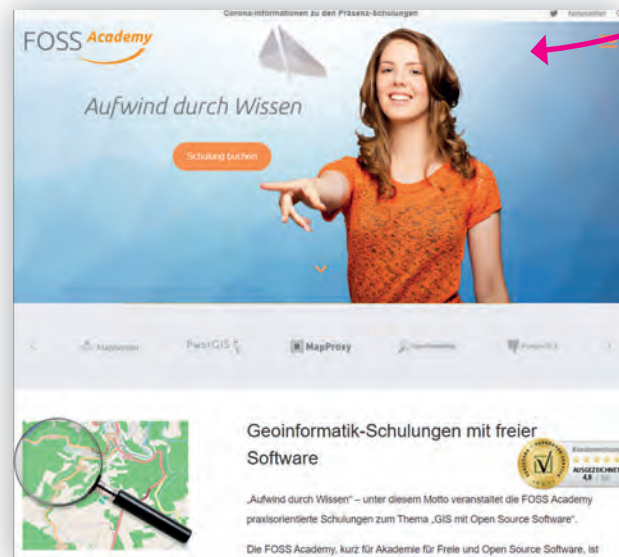 Corona-Informationen zu den Präsenz-Schulungen
Newsletter
FOSS Academy
Aufwind durch Wissen
Schulung buchen
Mapbender
PostGIS
MapProxy
Geoinformatik-Schulungen mit freier
Software
AUSGEZEICHNET
4,8
„Aufwind durch Wissen“ – unter diesem Motto veranstaltet die FOSS Academy
praxisorientierte Schulungen zum Thema „GIS mit Open Source Software“.
Die FOSS Academy, kurz für Akademie für Freie und Open Source Software, ist